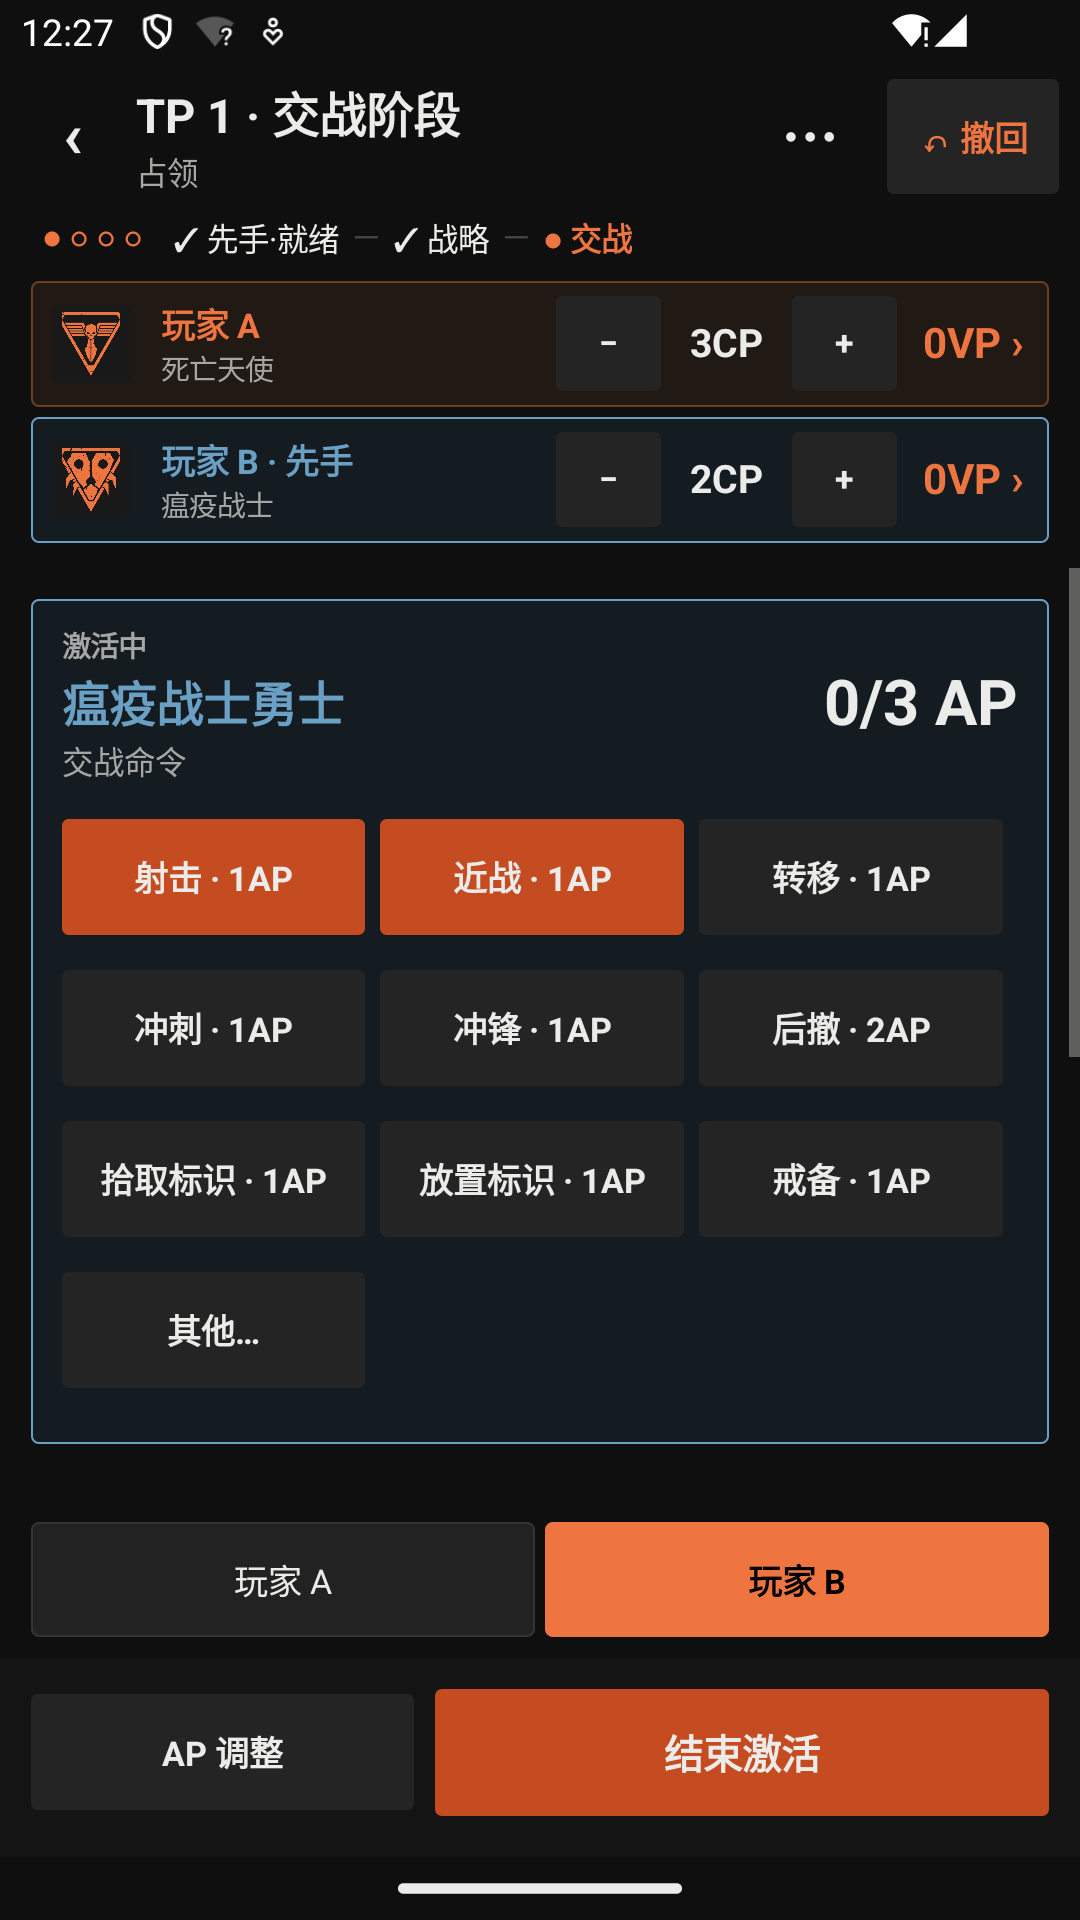 12:27
TP 1 · 交战阶段
占领
撤回
✓ 先手·就绪 — ✓ 战略 — ● 交战
玩家 A
死亡天使
− 3CP + 0VP ›
玩家 B · 先手
瘟疫战士
− 2CP + 0VP ›
激活中
瘟疫战士勇士
0/3 AP
交战命令
射击 · 1AP
近战 · 1AP
转移 · 1AP
冲刺 · 1AP
冲锋 · 1AP
后撤 · 2AP
拾取标识 · 1AP
放置标识 · 1AP
戒备 · 1AP
其他...
玩家 A
玩家 B
AP 调整
结束激活